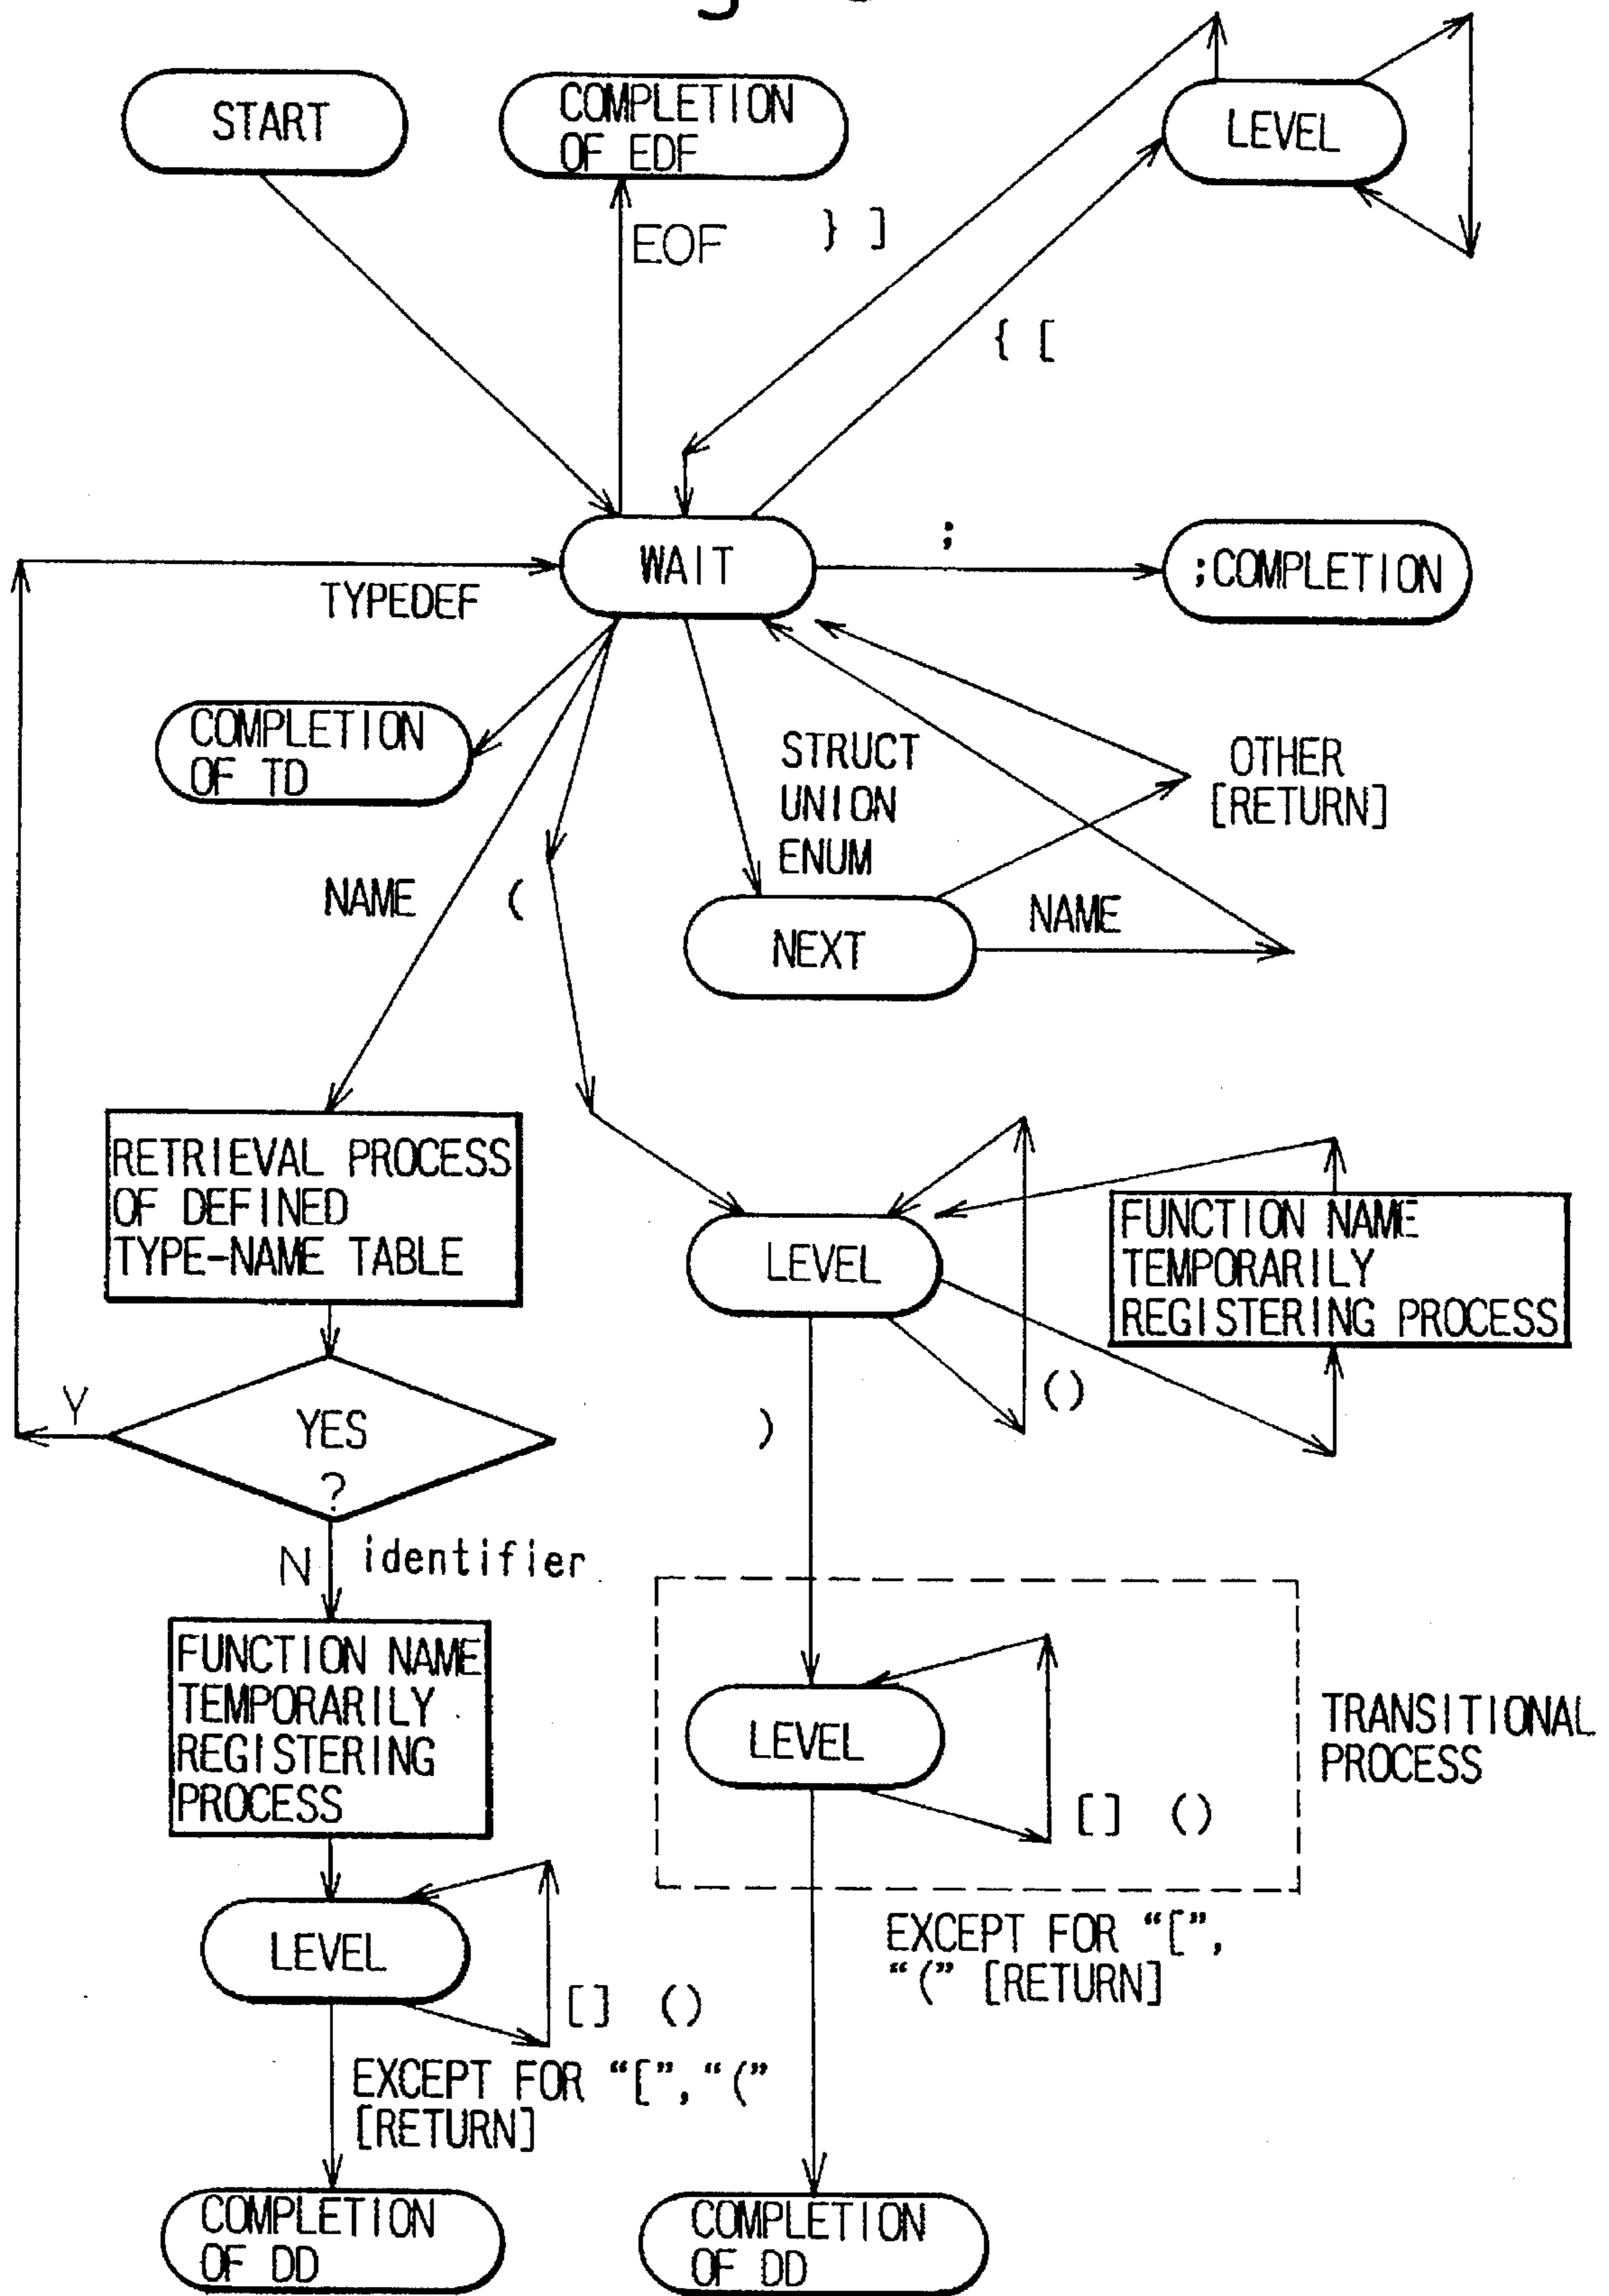 START
COMPLETION
OF EDF
LEVEL
EOF
} ]
{ [
WAIT
;
;COMPLETION
TYPEDEF
COMPLETION
OF TD
STRUCT
UNION
ENUM
OTHER
[RETURN]
NAME
(
NEXT
NAME
RETRIEVAL PROCESS
OF DEFINED
TYPE-NAME TABLE
LEVEL
FUNCTION NAME
TEMPORARILY
REGISTERING PROCESS
()
)
Y
YES
?
N
identifier
FUNCTION NAME
TEMPORARILY
REGISTERING
PROCESS
LEVEL
[] ()
TRANSITIONAL
PROCESS
EXCEPT FOR “[”,
“(” [RETURN]
LEVEL
[] ()
EXCEPT FOR “[”, “(”
[RETURN]
COMPLETION
OF DD
COMPLETION
OF DD